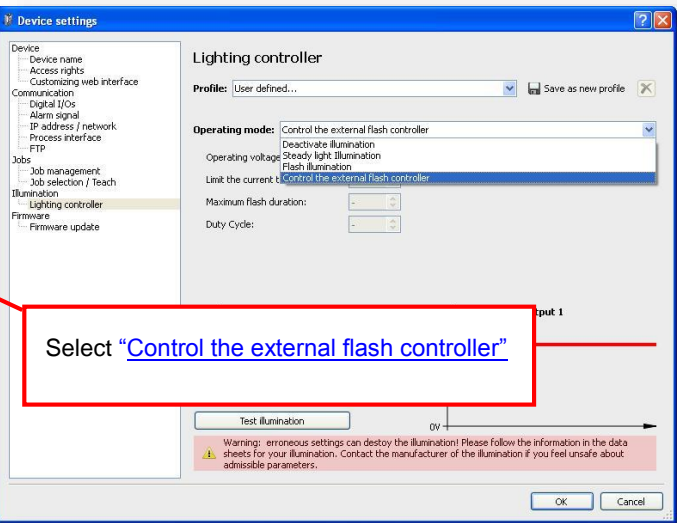 Device settings
Device
Device name
Access rights
Customizing web interface
Communication
Digital I/Os
Alarm signal
IP address / network
Process interface
FTP
Jobs
Job management
Job selection / Teach
Illumination
Lighting controller
Firmware
Firmware update
Lighting controller
Profile: User defined... Save as new profile
Operating mode: Control the external flash controller
Deactivate illumination
Operating voltage Steady light Illumination
Flash illumination
Limit the current t Control the external flash controller
Maximum flash duration: -
Duty Cycle: -
tput 1
Select “Control the external flash controller”
Test illumination
0V
Warning: erroneous settings can destoy the illumination! Please follow the information in the data
sheets for your illumination. Contact the manufacturer of the illumination if you feel unsafe about
admissible parameters.
OK Cancel